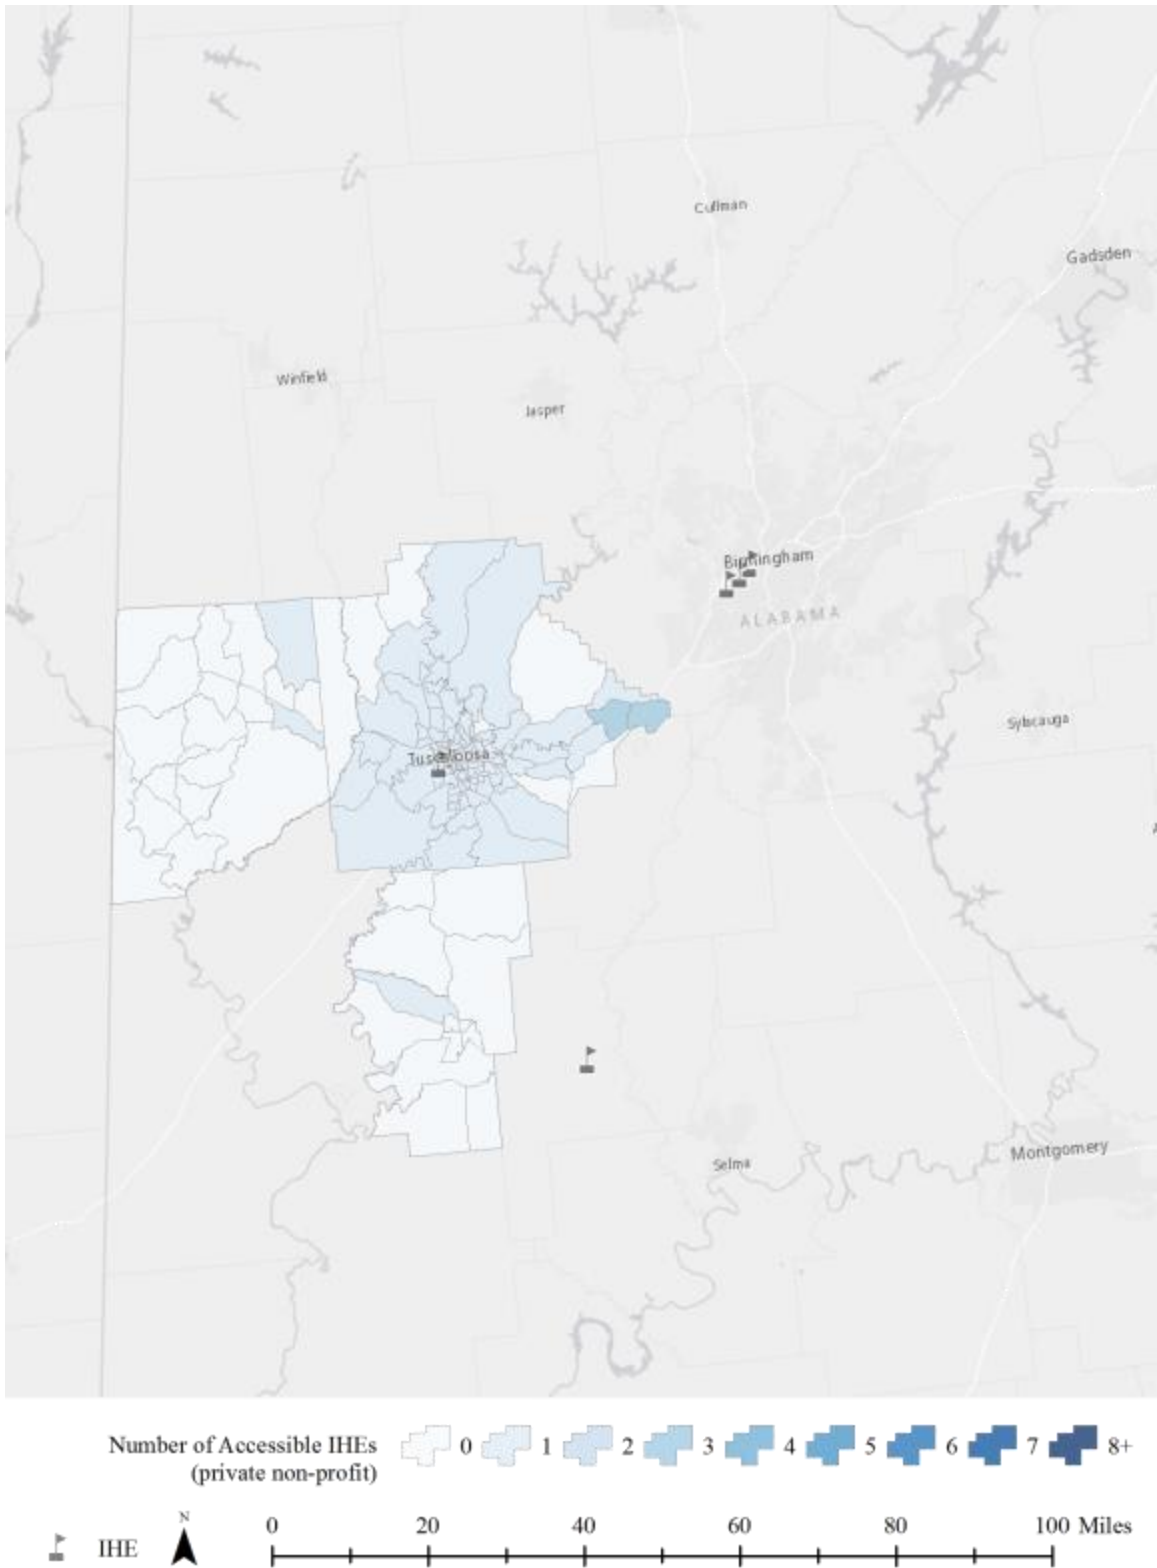 Cullman
Gadsden
Winfield
Jasper
Birmingham
ALABAMA
Sylacauga
Tuscaloosa
Selma
Montgomery
Number of Accessible IHEs 0 1 2 3 4 5 6 7 8+
(private non-profit)
IHE N 0 20 40 60 80 100 Miles